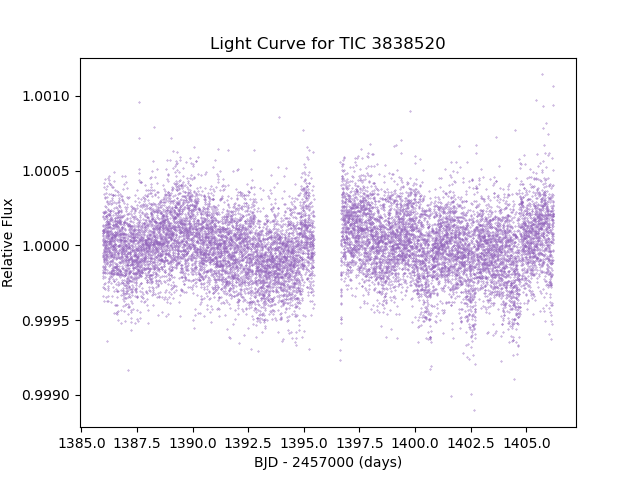 Light Curve for TIC 3838520
1.0010
1.0005
1.0000
0.9995
0.9990
Relative Flux
1385.0 1387.5 1390.0 1392.5 1395.0 1397.5 1400.0 1402.5 1405.0
BJD - 2457000 (days)